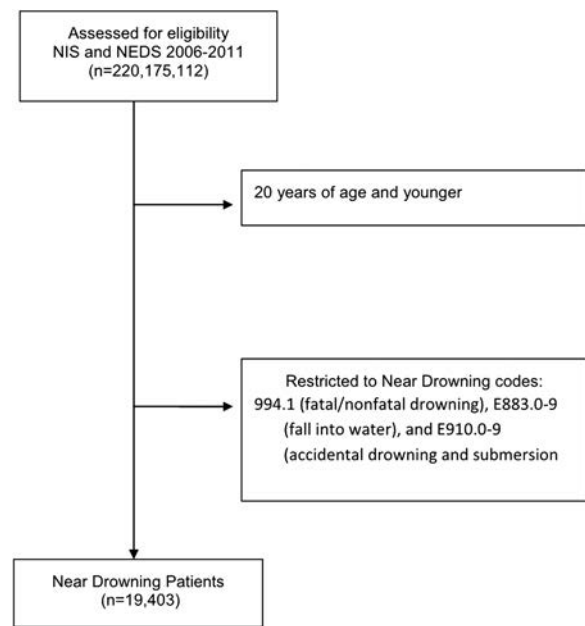 Assessed for eligibility
NIS and NEDS 2006-2011
(n=220,175,112)
20 years of age and younger
Restricted to Near Drowning codes:
994.1 (fatal/nonfatal drowning), E883.0-9
(fall into water), and E910.0-9
(accidental drowning and submersion
Near Drowning Patients
(n=19,403)